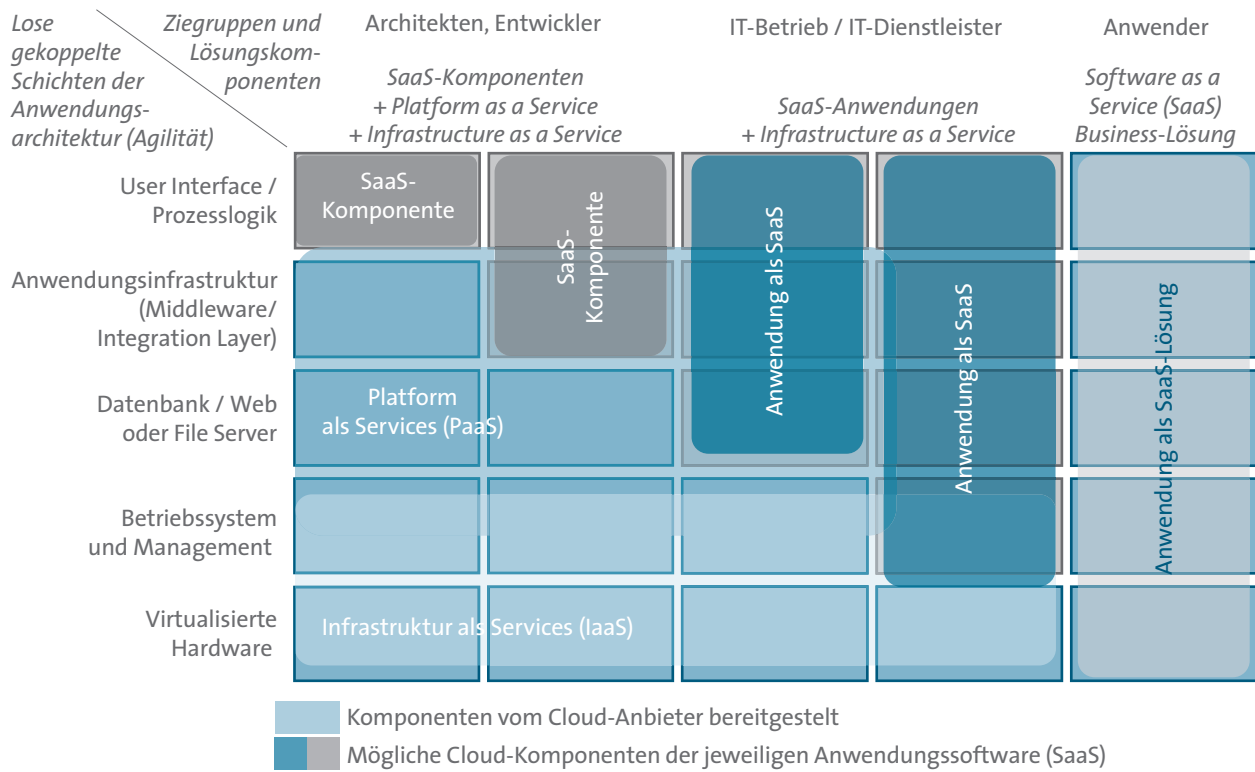 Lose
gekoppelte
Schichten der
Anwendungs-
architektur (Agilität)
Ziegruppen und
Lösungskom-
ponenten
Architekten, Entwickler
IT-Betrieb / IT-Dienstleister
Anwender
SaaS-Komponenten
+ Platform as a Service
+ Infrastructure as a Service
SaaS-Anwendungen
+ Infrastructure as a Service
Software as a
Service (SaaS)
Business-Lösung
User Interface /
Prozesslogik
SaaS-
Komponente
SaaS-
Komponente
Anwendung als SaaS
Anwendung als SaaS
Anwendung als SaaS-Lösung
Anwendungsinfrastruktur
(Middleware/
Integration Layer)
Datenbank / Web
oder File Server
Platform
als Services (PaaS)
Betriebssystem
und Management
Virtualisierte
Hardware
Infrastruktur als Services (IaaS)
Komponenten vom Cloud-Anbieter bereitgestelt
Mögliche Cloud-Komponenten der jeweiligen Anwendungssoftware (SaaS)